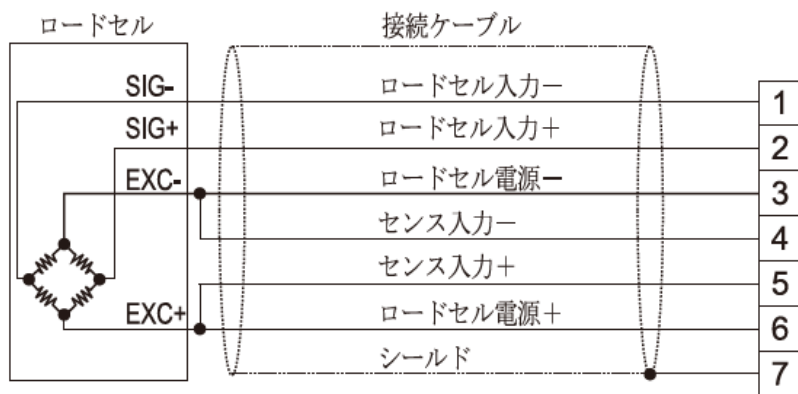 ロードセル
接続ケーブル
SIG-
ロードセル入力－
1
SIG+
ロードセル入力＋
2
EXC-
ロードセル電源－
3
センス入力－
4
センス入力＋
5
EXC+
ロードセル電源＋
6
シールド
7